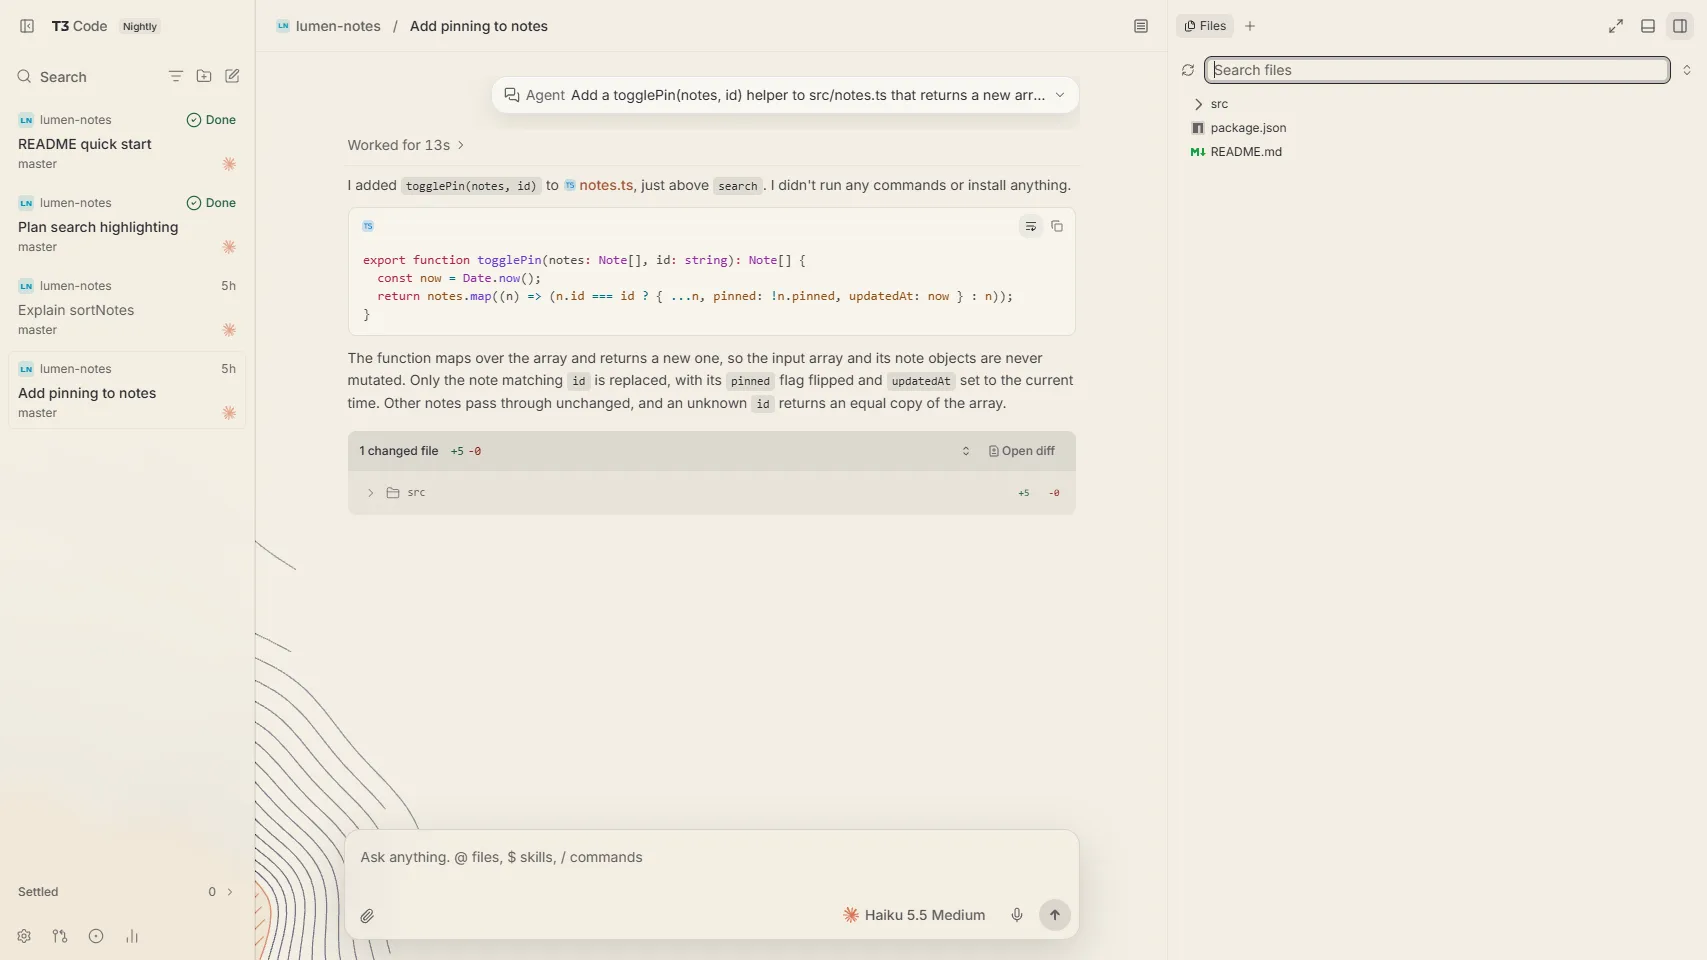 T3 Code Nightly
Search
LN lumen-notes Done
README quick start
master
LN lumen-notes Done
Plan search highlighting
master
LN lumen-notes 5h
Explain sortNotes
master
LN lumen-notes 5h
Add pinning to notes
master
Settled 0
LN lumen-notes / Add pinning to notes
Agent Add a togglePin(notes, id) helper to src/notes.ts that returns a new arr...
Worked for 13s
I added togglePin(notes, id) to TS notes.ts, just above search. I didn't run any commands or install anything.
TS
export function togglePin(notes: Note[], id: string): Note[] {
  const now = Date.now();
  return notes.map((n) => (n.id === id ? { ...n, pinned: !n.pinned, updatedAt: now } : n));
}
The function maps over the array and returns a new one, so the input array and its note objects are never
mutated. Only the note matching id is replaced, with its pinned flag flipped and updatedAt set to the current
time. Other notes pass through unchanged, and an unknown id returns an equal copy of the array.
1 changed file +5 -0 Open diff
src +5 -0
Ask anything. @ files, $ skills, / commands
Haiku 5.5 Medium
Files
Search files
src
package.json
M↓ README.md